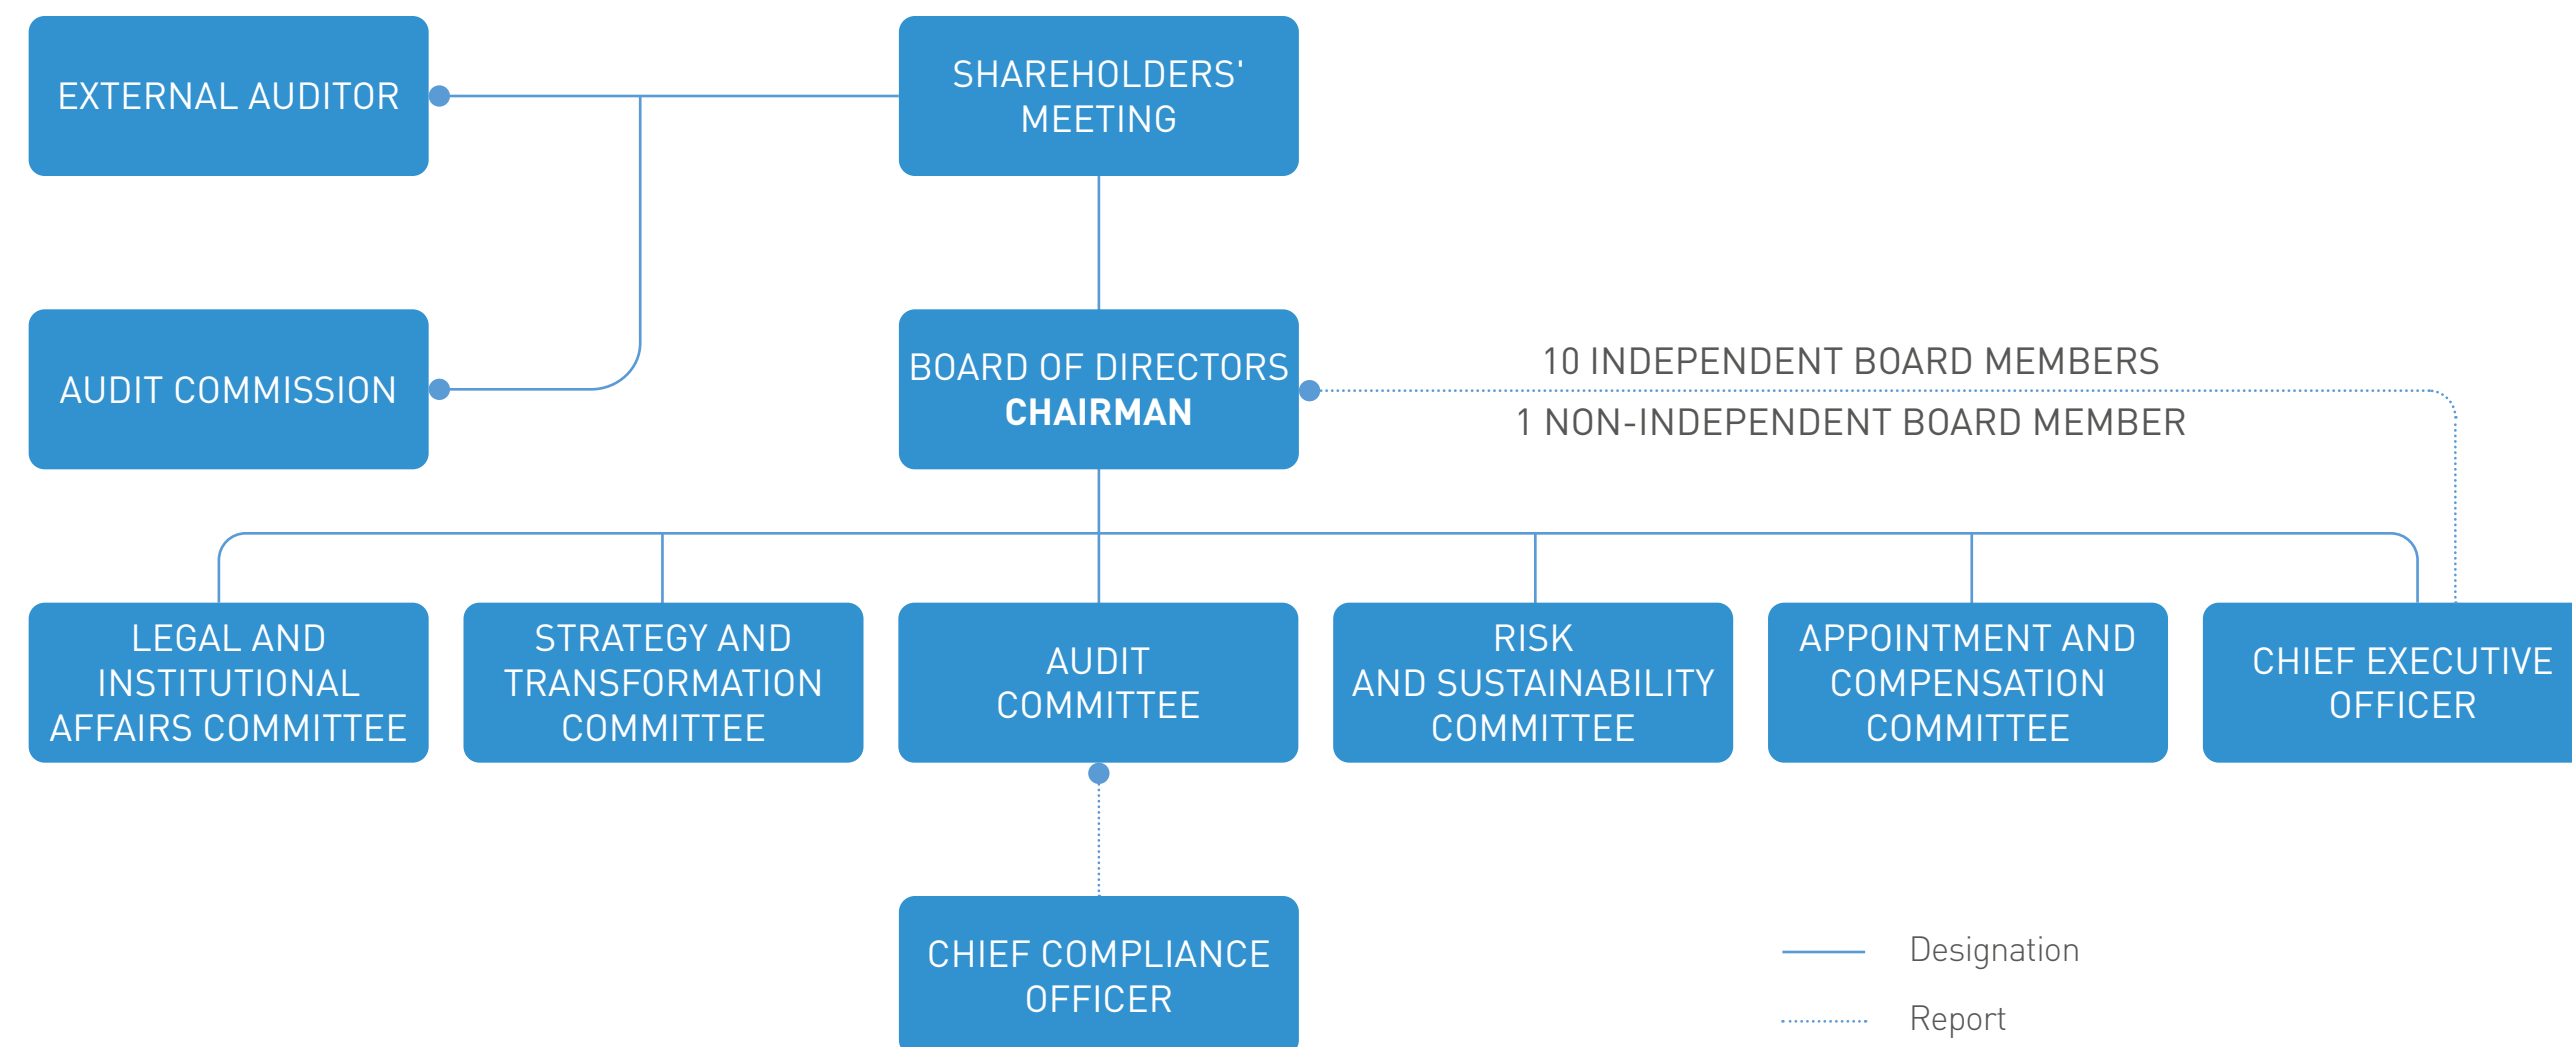 EXTERNAL AUDITOR
SHAREHOLDERS'
MEETING
AUDIT COMMISSION
BOARD OF DIRECTORS
CHAIRMAN
10 INDEPENDENT BOARD MEMBERS
1 NON-INDEPENDENT BOARD MEMBER
LEGAL AND
INSTITUTIONAL
AFFAIRS COMMITTEE
STRATEGY AND
TRANSFORMATION
COMMITTEE
AUDIT
COMMITTEE
RISK
AND SUSTAINABILITY
COMMITTEE
APPOINTMENT AND
COMPENSATION
COMMITTEE
CHIEF EXECUTIVE
OFFICER
CHIEF COMPLIANCE
OFFICER
Designation
Report